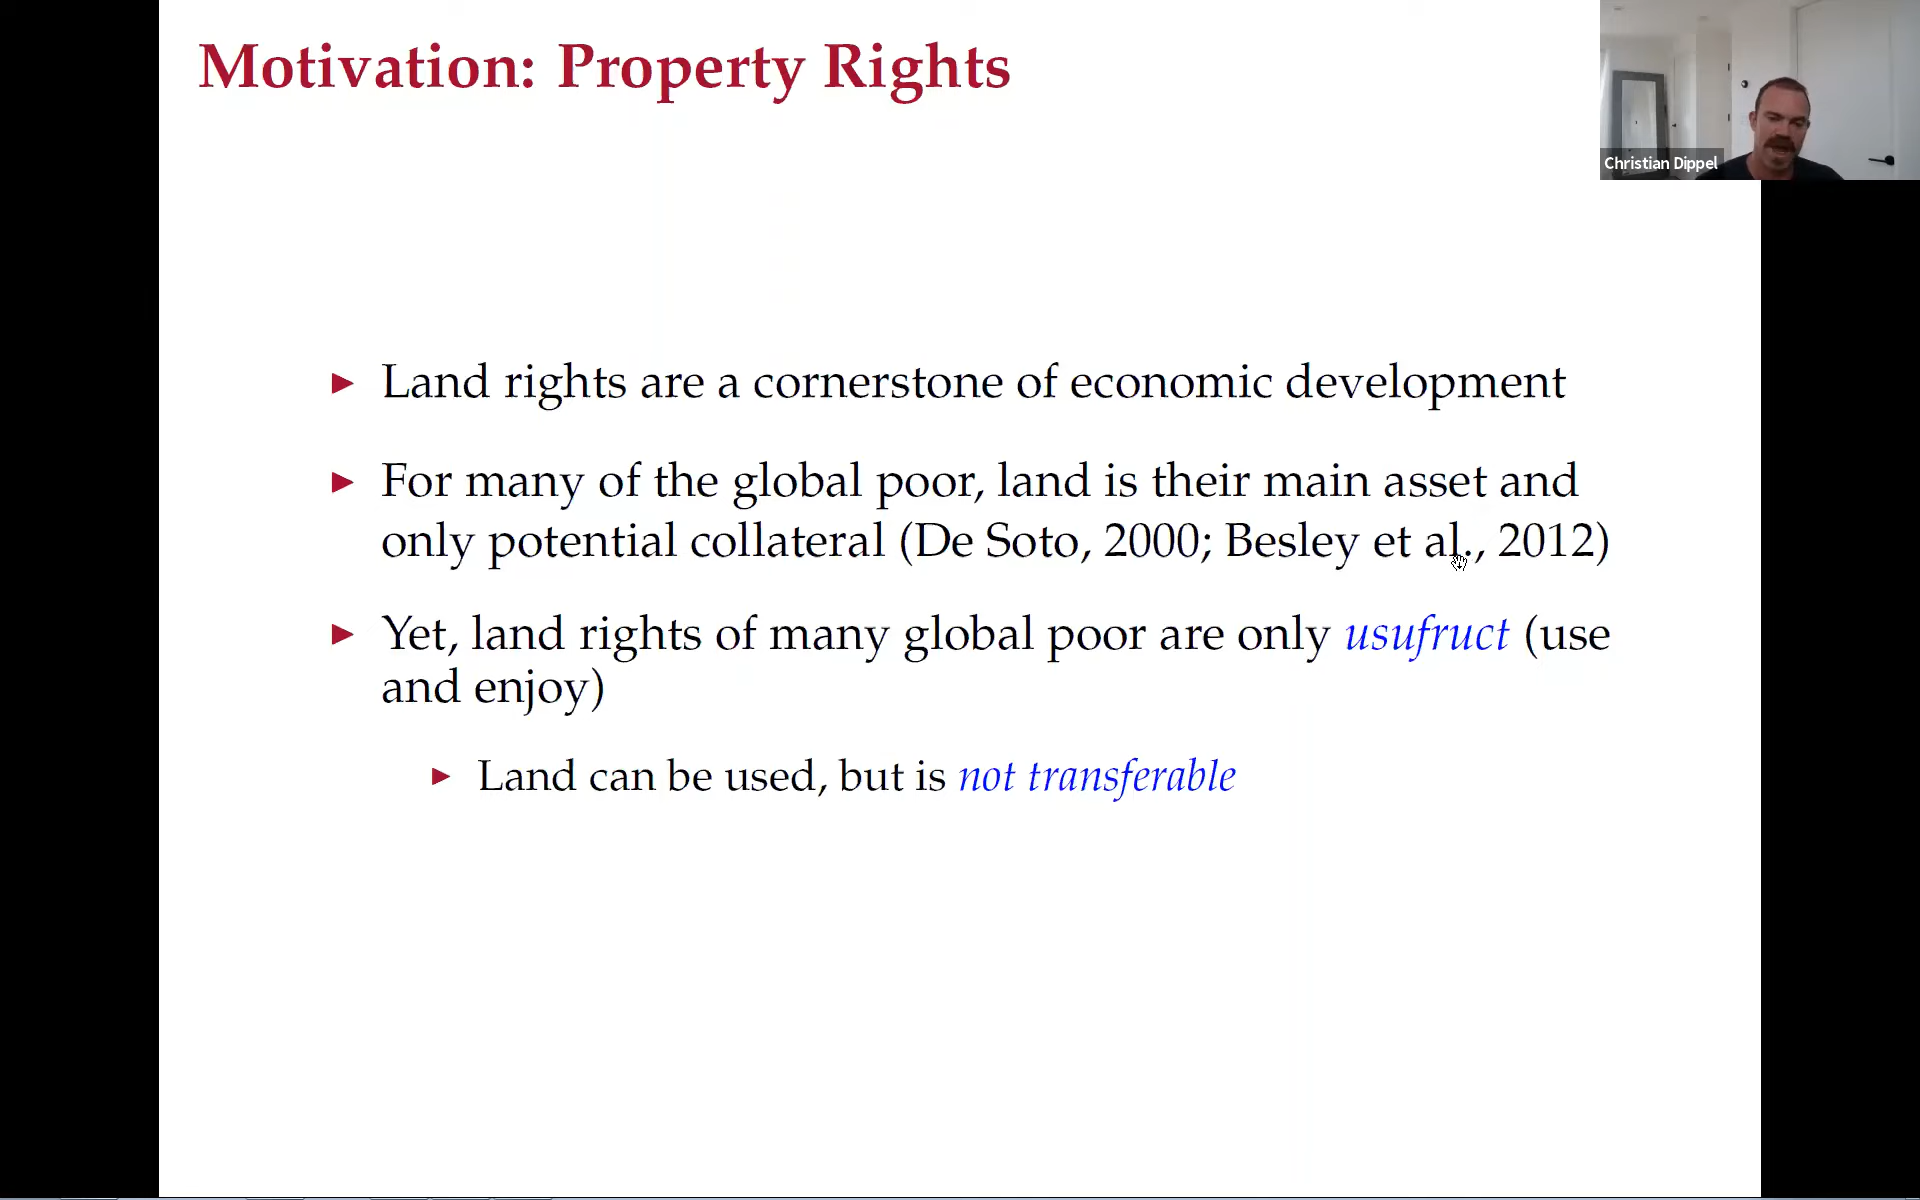 Motivation: Property Rights
Christian Dippel
Land rights are a cornerstone of economic development
For many of the global poor, land is their main asset and
only potential collateral (De Soto, 2000; Besley et al., 2012)
Yet, land rights of many global poor are only usufruct (use
and enjoy)
Land can be used, but is not transferable